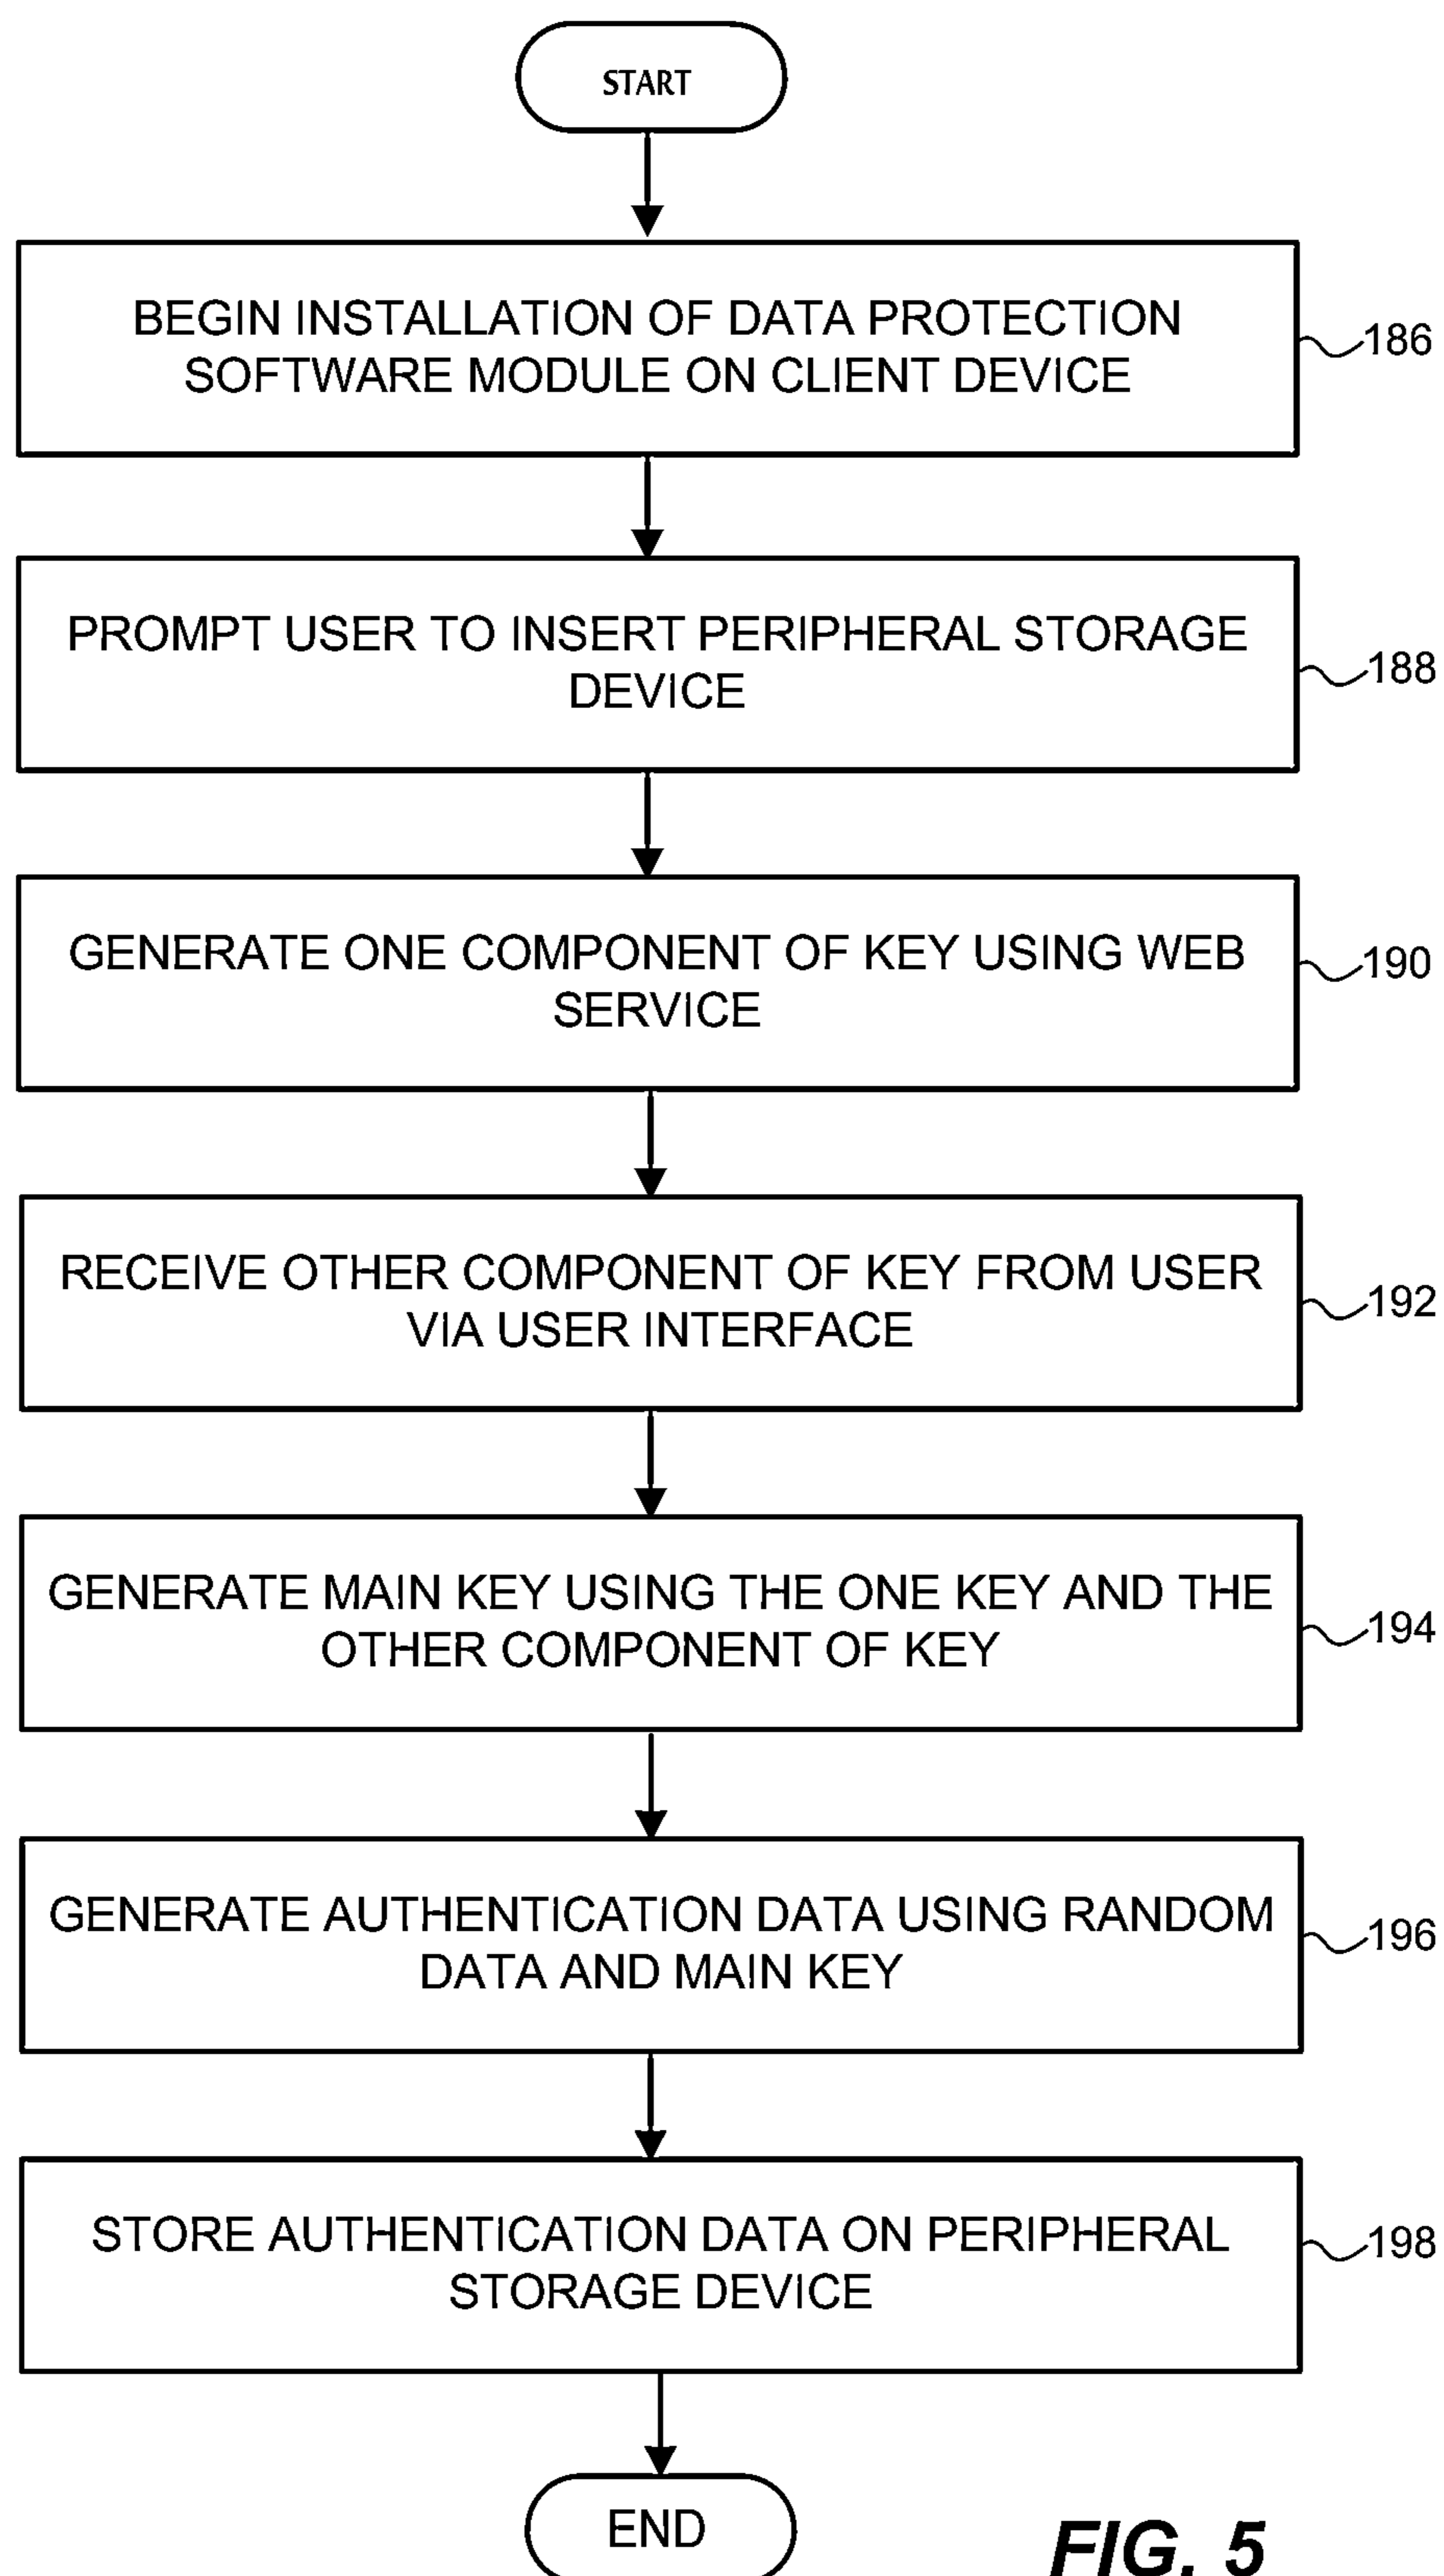 START
BEGIN INSTALLATION OF DATA PROTECTION
SOFTWARE MODULE ON CLIENT DEVICE
186
PROMPT USER TO INSERT PERIPHERAL STORAGE
DEVICE
188
GENERATE ONE COMPONENT OF KEY USING WEB
SERVICE
190
RECEIVE OTHER COMPONENT OF KEY FROM USER
VIA USER INTERFACE
192
GENERATE MAIN KEY USING THE ONE KEY AND THE
OTHER COMPONENT OF KEY
194
GENERATE AUTHENTICATION DATA USING RANDOM
DATA AND MAIN KEY
196
STORE AUTHENTICATION DATA ON PERIPHERAL
STORAGE DEVICE
198
END
FIG. 5